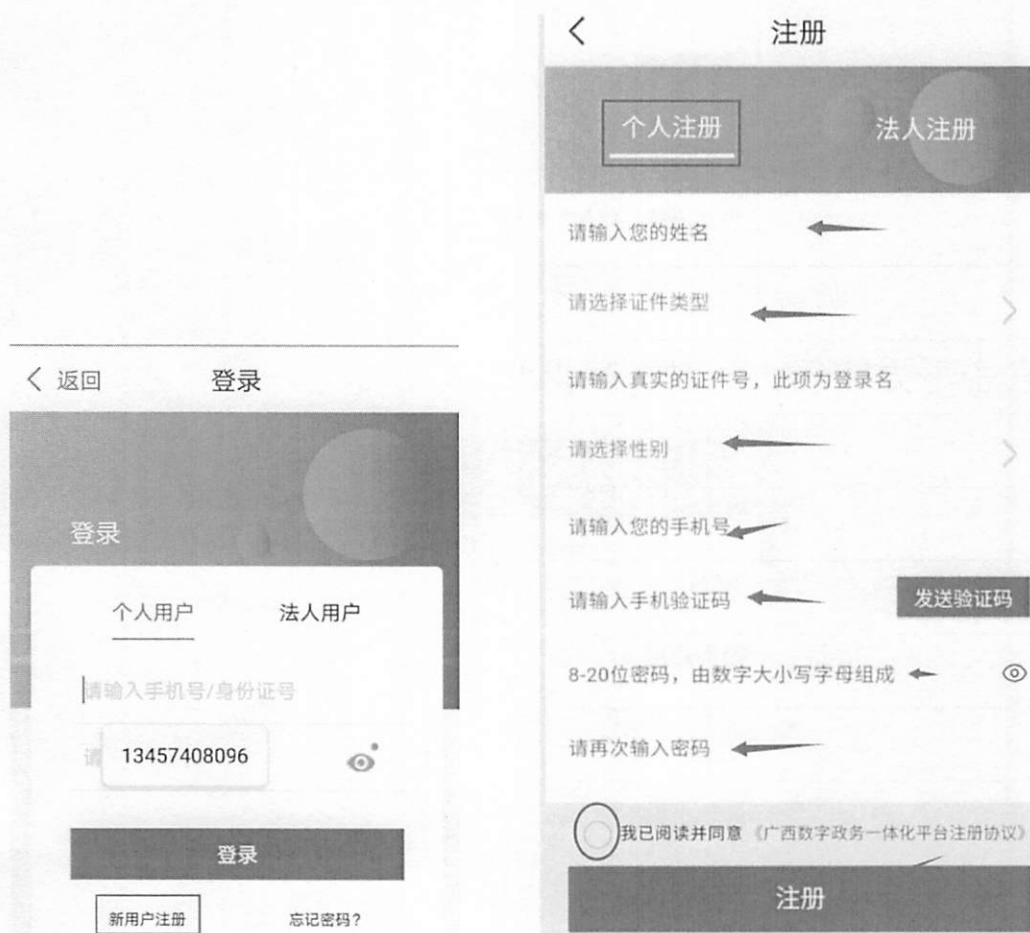 返回
登录
登录
个人用户
法人用户
请输入手机号/身份证号
请
13457408096
登录
新用户注册
忘记密码？
注册
个人注册
法人注册
请输入您的姓名
请选择证件类型
请输入真实的证件号，此项为登录名
请选择性别
请输入您的手机号
请输入手机验证码
发送验证码
8-20位密码，由数字大小写字母组成
请再次输入密码
我已阅读并同意《广西数字政务一体化平台注册协议》
注册